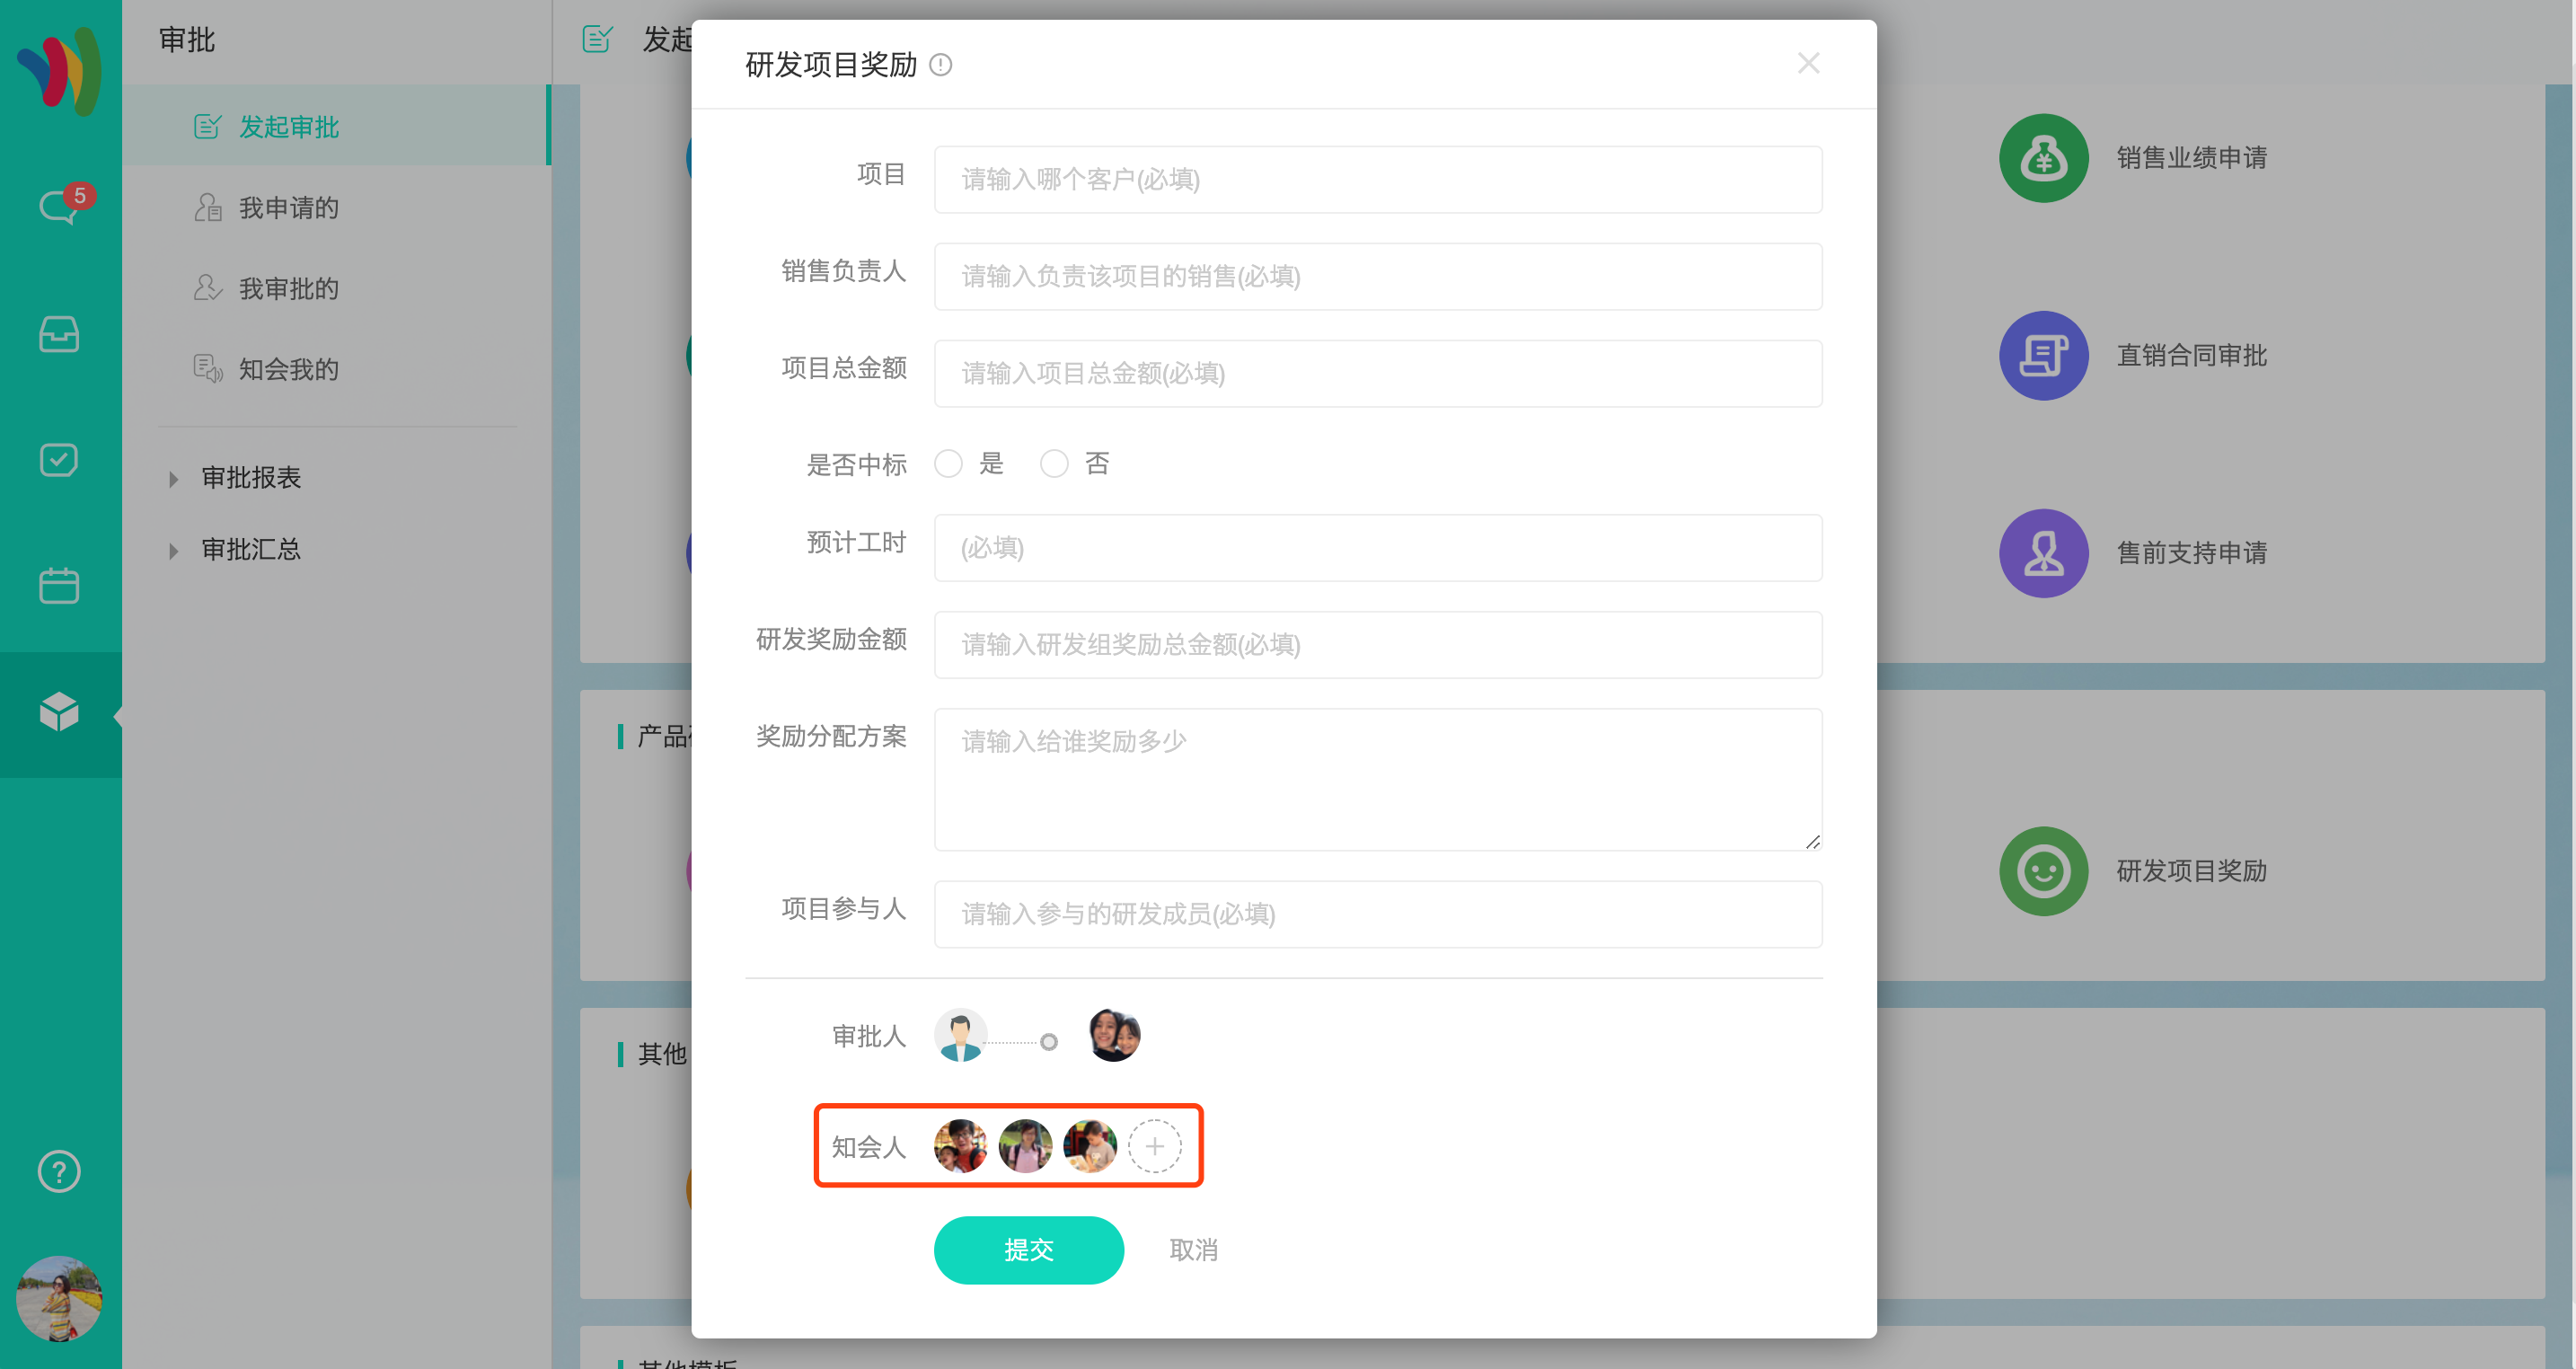 审批
发起审批
5
我申请的
我审批的
知会我的
审批报表
审批汇总
?
发起
研发项目奖励
项目
请输入哪个客户(必填)
销售负责人
请输入负责该项目的销售(必填)
项目总金额
请输入项目总金额(必填)
是否中标 是 否
预计工时
(必填)
研发奖励金额
请输入研发组奖励总金额(必填)
奖励分配方案
请输入给谁奖励多少
项目参与人
请输入参与的研发成员(必填)
审批人
知会人
提交 取消
销售业绩申请
直销合同审批
售前支持申请
产品
研发项目奖励
其他
其他模板